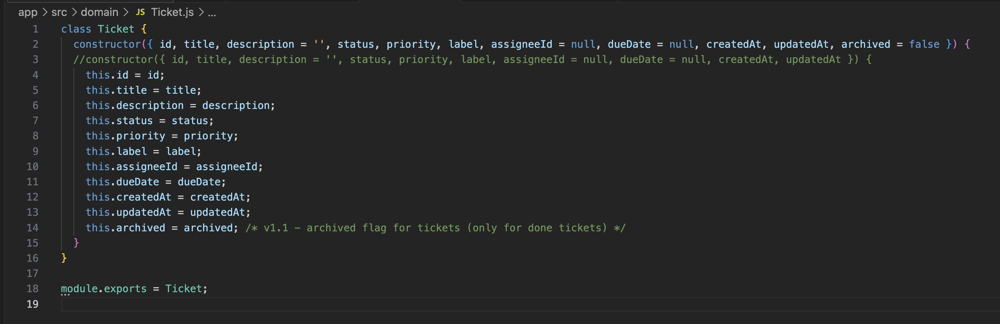 app > src > domain > JS Ticket.js > ...
1 class Ticket {
2 constructor({ id, title, description = '', status, priority, label, assigneeId = null, dueDate = null, createdAt, updatedAt, archived = false }) {
3 //constructor({ id, title, description = '', status, priority, label, assigneeId = null, dueDate = null, createdAt, updatedAt }) {
4 this.id = id;
5 this.title = title;
6 this.description = description;
7 this.status = status;
8 this.priority = priority;
9 this.label = label;
10 this.assigneeId = assigneeId;
11 this.dueDate = dueDate;
12 this.createdAt = createdAt;
13 this.updatedAt = updatedAt;
14 this.archived = archived; /* v1.1 – archived flag for tickets (only for done tickets) */
15 }
16 }
17
18 module.exports = Ticket;
19